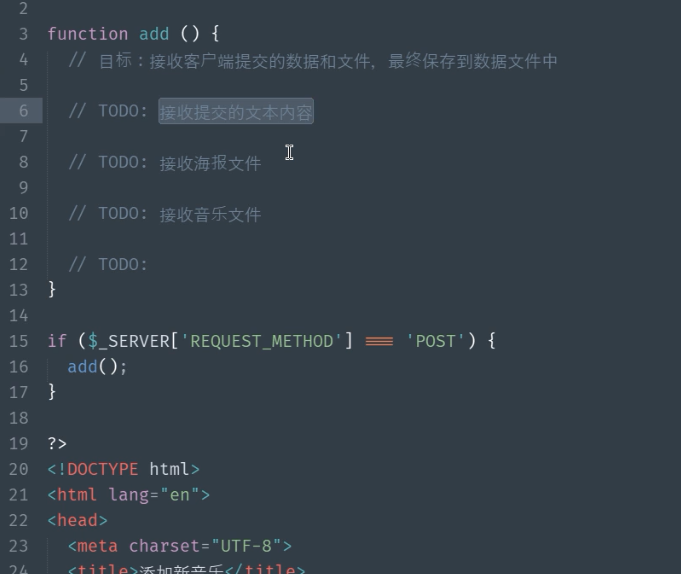 2
3 function add () {
4 // 目标：接收客户端提交的数据和文件，最终保存到数据文件中
5
6 // TODO: 接收提交的文本内容
7
8 // TODO: 接收海报文件
9
10 // TODO: 接收音乐文件
11
12 // TODO:
13 }
14
15 if ($_SERVER['REQUEST_METHOD'] === 'POST') {
16 add();
17 }
18
19 ?>
20 <!DOCTYPE html>
21 <html lang="en">
22 <head>
23 <meta charset="UTF-8">
24 <title>添加新音乐</title>